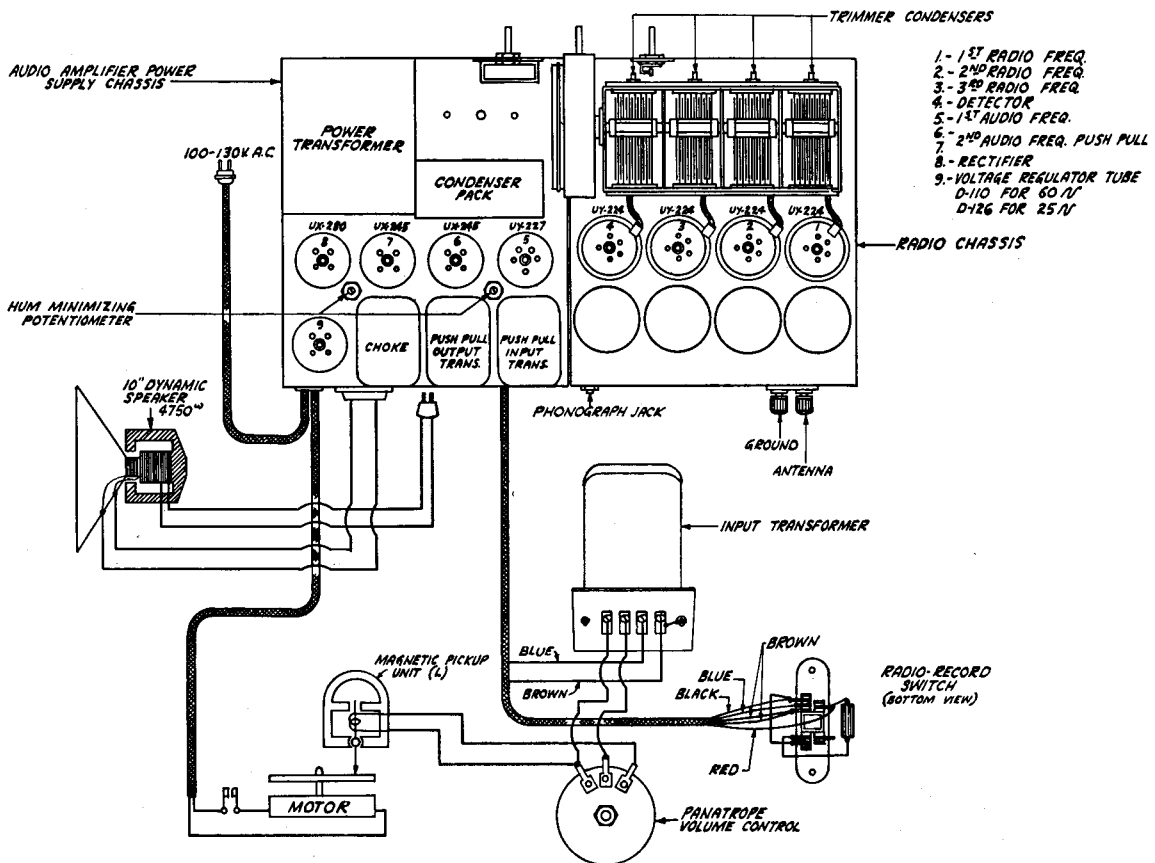 TRIMMER CONDENSERS
AUDIO AMPLIFIER POWER
SUPPLY CHASSIS
1.- 1ST RADIO FREQ.
2.- 2ND RADIO FREQ.
3.- 3RD RADIO FREQ
4.- DETECTOR
5.- 1ST AUDIO FREQ.
6.-
7. 2ND AUDIO FREQ. PUSH PULL
8.- RECTIFIER
9.- VOLTAGE REGULATOR TUBE
D-110 FOR 60 ~
D-126 FOR 25 ~
POWER
TRANSFORMER
100-130V. A.C.
CONDENSER
PACK
UX-280
UX-245
UX-245
UY-227
UY-224
UY-224
UY-224
UY-224
8
7
6
5
4
3
2
1
RADIO CHASSIS
HUM MINIMIZING
POTENTIOMETER
9
CHOKE
PUSH PULL
OUTPUT
TRANS.
PUSH PULL
INPUT
TRANS.
10" DYNAMIC
SPEAKER
4750ω
PHONOGRAPH JACK
GROUND
ANTENNA
INPUT TRANSFORMER
BLUE
BROWN
MAGNETIC PICKUP
UNIT (L)
BROWN
BLUE
BLACK
RED
RADIO-RECORD
SWITCH
(BOTTOM VIEW)
MOTOR
PANATROPE
VOLUME CONTROL